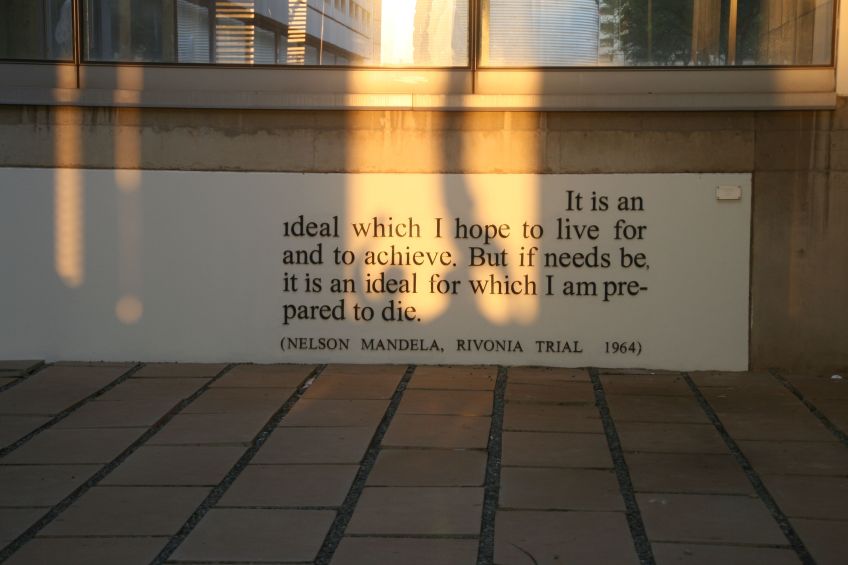 It is an
ıdeal which I hope to live for
and to achieve. But if needs be,
it is an ideal for which I am pre-
pared to die.
(NELSON MANDELA, RIVONIA TRIAL 1964)